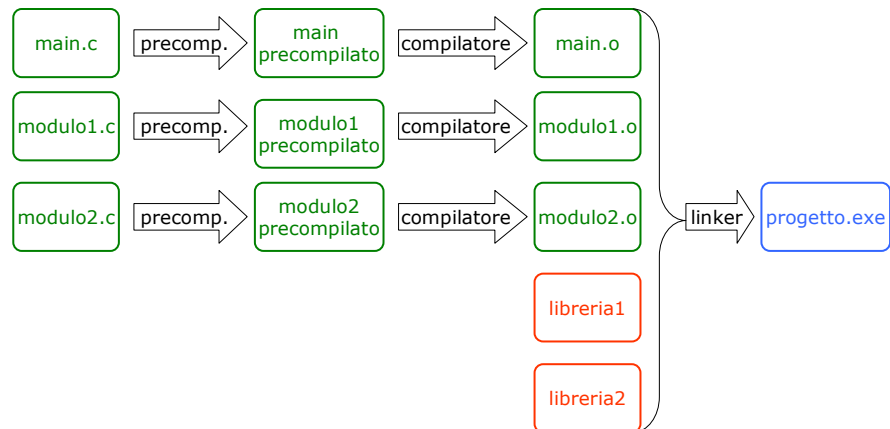 main.c
precomp.
main
precompilato
compilatore
main.o
modulo1.c
precomp.
modulo1
precompilato
compilatore
modulo1.o
modulo2.c
precomp.
modulo2
precompilato
compilatore
modulo2.o
linker
progetto.exe
libreria1
libreria2